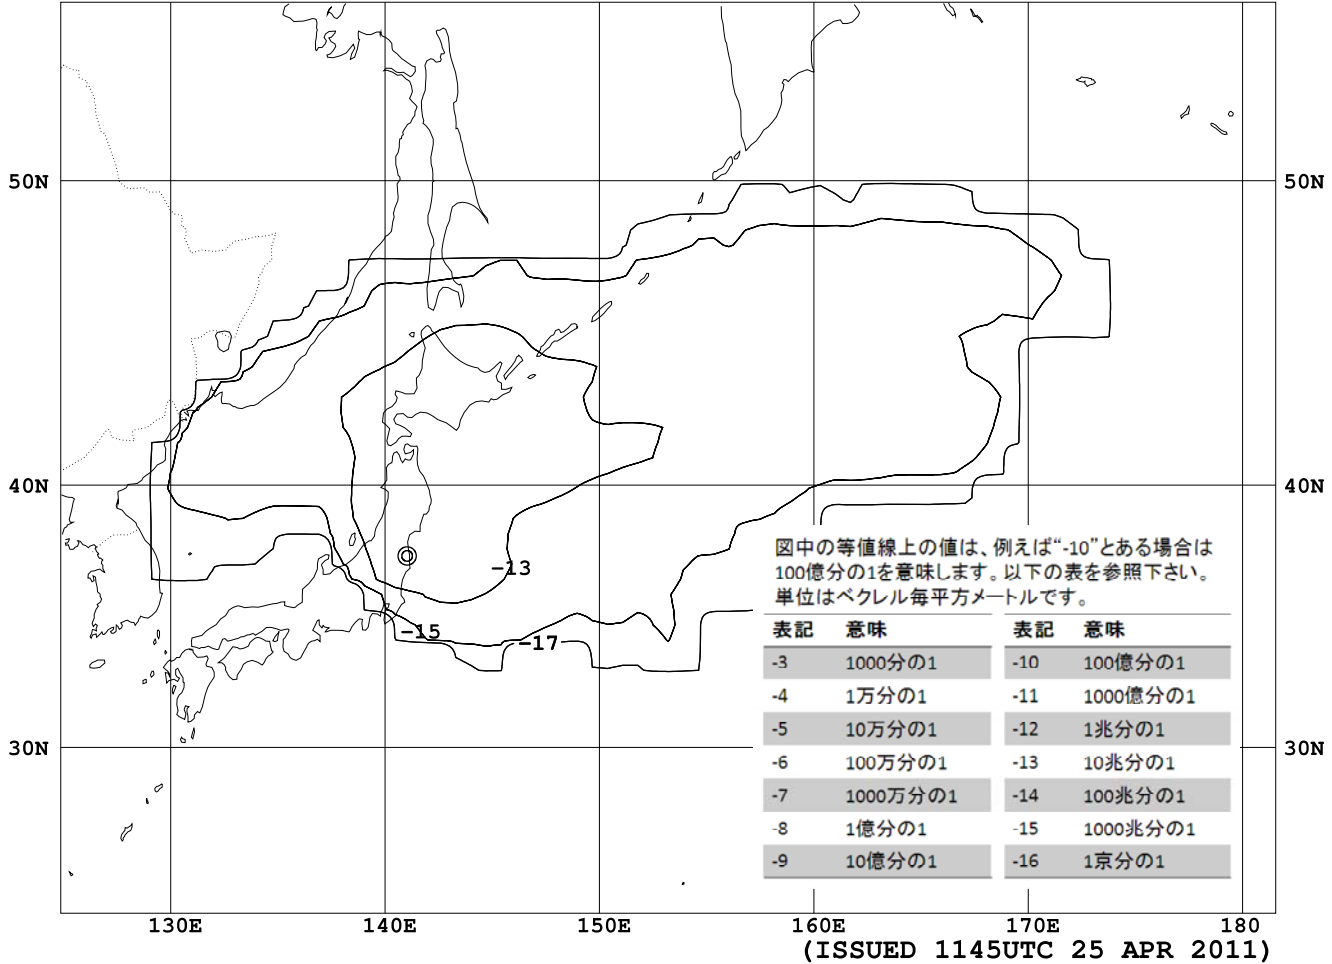 50N 50N
40N 40N
-13
図中の等値線上の値は、例えば“-10”とある場合は
100億分の1を意味します。以下の表を参照下さい。
単位はベクレル毎平方メートルです。
-15
-17
表記 意味 表記 意味
-3 1000分の1 -10 100億分の1
-4 1万分の1 -11 1000億分の1
-5 10万分の1 -12 1兆分の1
30N 30N
-6 100万分の1 -13 10兆分の1
-7 1000万分の1 -14 100兆分の1
-8 1億分の1 -15 1000兆分の1
-9 10億分の1 -16 1京分の1
130E 140E 150E 160E 170E 180
(ISSUED 1145UTC 25 APR 2011)